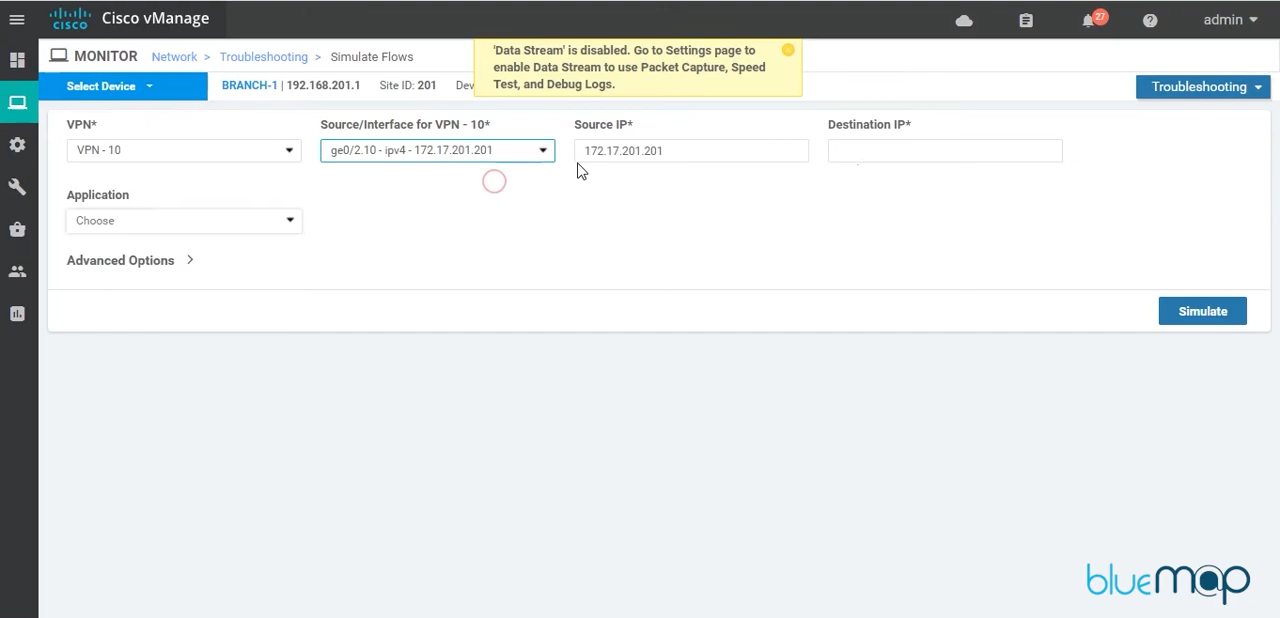 cisco
Cisco vManage
27
admin
MONITOR Network > Troubleshooting > Simulate Flows
'Data Stream' is disabled. Go to Settings page to
enable Data Stream to use Packet Capture, Speed
Test, and Debug Logs.
Select Device
BRANCH-1 | 192.168.201.1 Site ID: 201
Troubleshooting
VPN* Source/Interface for VPN - 10* Source IP* Destination IP*
VPN - 10 ge0/2.10 - ipv4 - 172.17.201.201 172.17.201.201
Application
Choose
Advanced Options >
Simulate
bluem@p